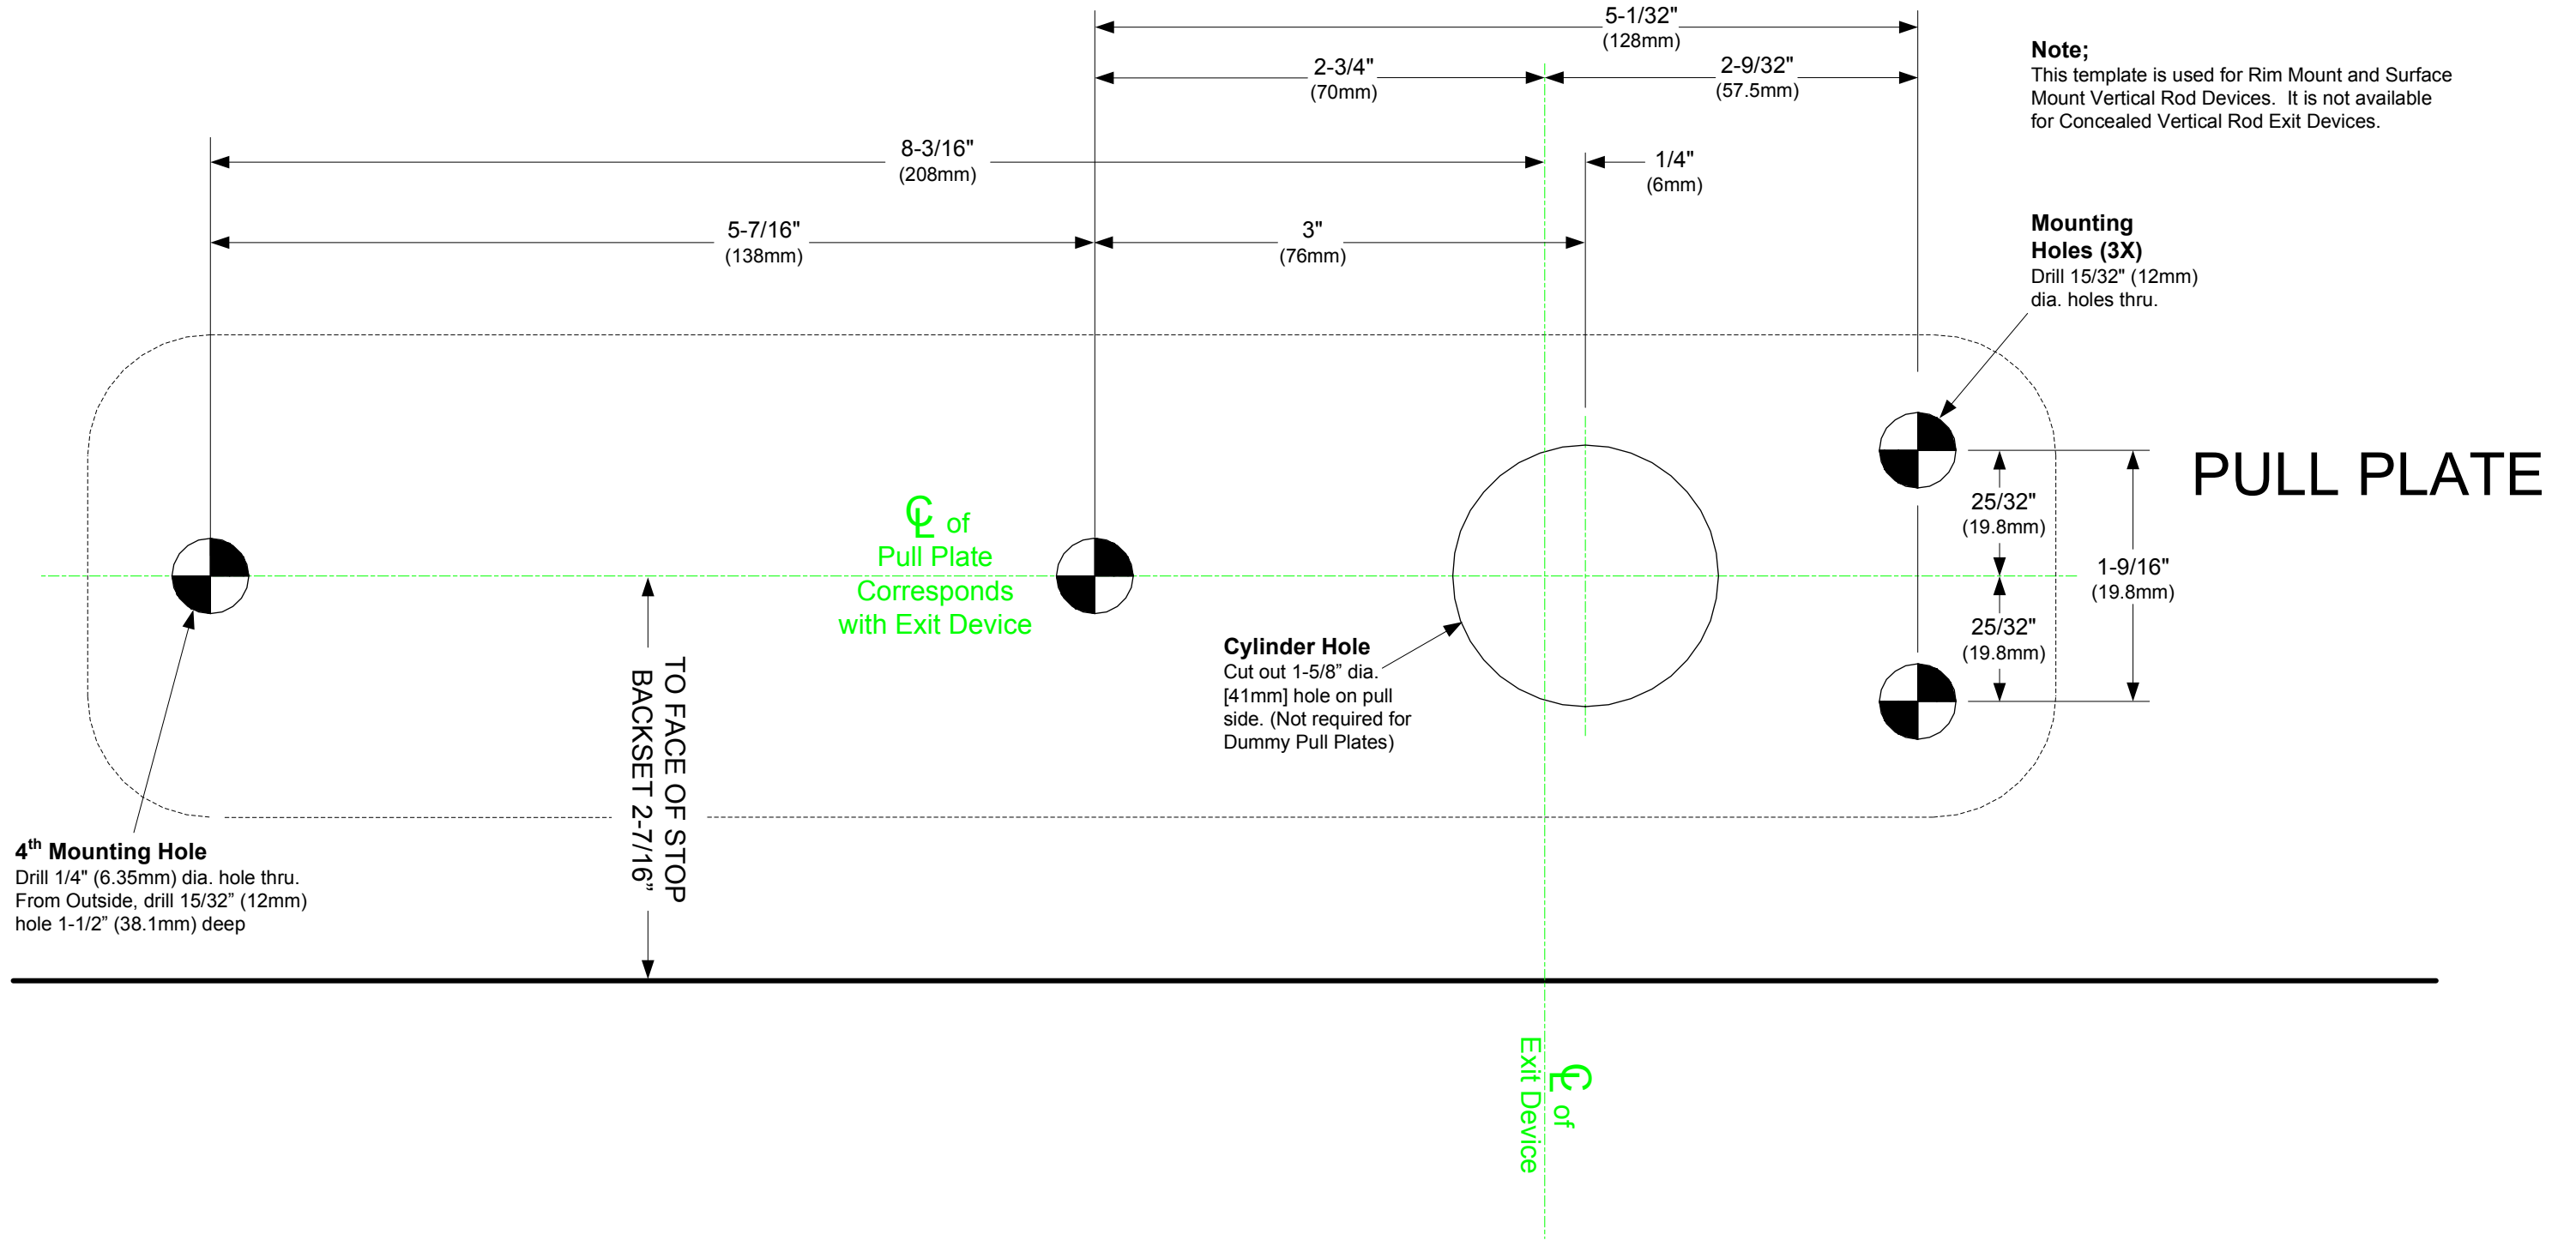 5-1/32"
(128mm)
2-3/4"
(70mm)
2-9/32"
(57.5mm)
Note;
This template is used for Rim Mount and Surface
Mount Vertical Rod Devices.  It is not available
for Concealed Vertical Rod Exit Devices.
8-3/16"
(208mm)
1/4"
(6mm)
5-7/16"
(138mm)
3"
(76mm)
Mounting
Holes (3X)
Drill 15/32" (12mm)
dia. holes thru.
PULL PLATE
25/32"
(19.8mm)
1-9/16"
(19.8mm)
25/32"
(19.8mm)
℄ of
Pull Plate
Corresponds
with Exit Device
Cylinder Hole
Cut out 1-5/8” dia.
[41mm] hole on pull
side. (Not required for
Dummy Pull Plates)
TO FACE OF STOP
BACKSET 2-7/16”
4th Mounting Hole
Drill 1/4" (6.35mm) dia. hole thru.
From Outside, drill 15/32” (12mm)
hole 1-1/2” (38.1mm) deep
℄ of
Exit Device